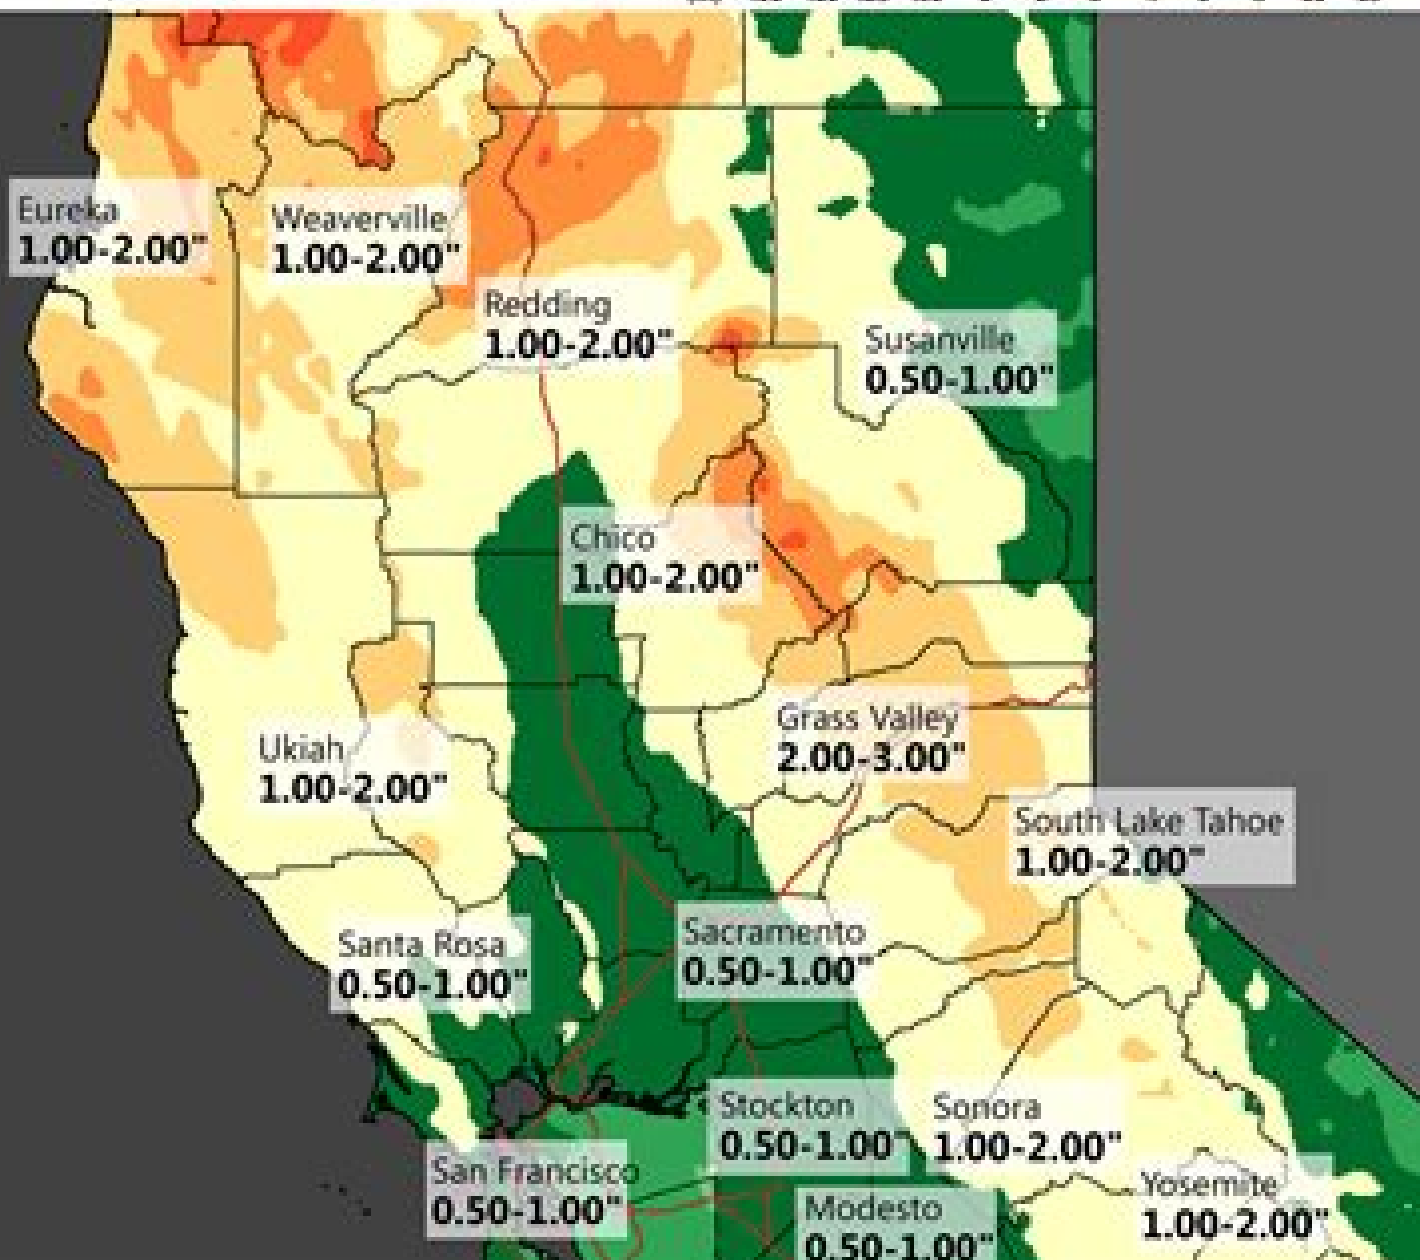 Eureka
1.00-2.00"
Weaverville
1.00-2.00"
Redding
1.00-2.00"
Susanville
0.50-1.00"
Chico
1.00-2.00"
Grass Valley
2.00-3.00"
Ukiah
1.00-2.00"
South Lake Tahoe
1.00-2.00"
Santa Rosa
0.50-1.00"
Sacramento
0.50-1.00"
Stockton
0.50-1.00"
Sonora
1.00-2.00"
San Francisco
0.50-1.00"
Yosemite
1.00-2.00"
Modesto
0.50-1.00"